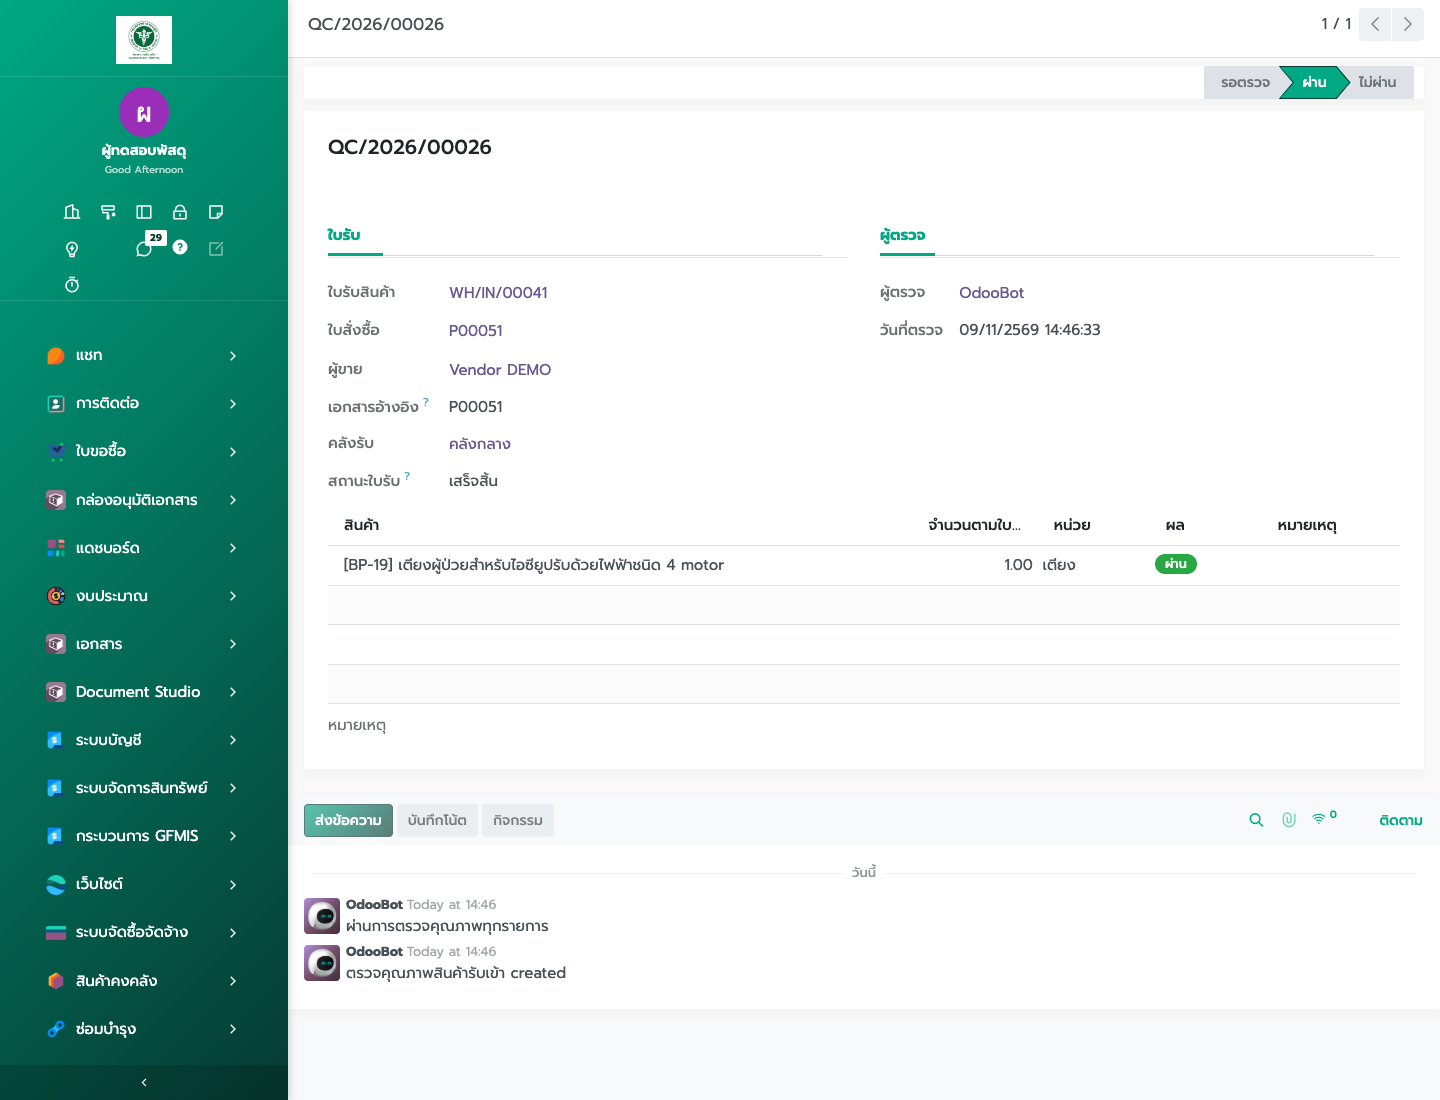 QC/2026/00026
1 / 1
ผ
ผู้ทดสอบพัสดุ
Good Afternoon
29
?
แชท
การติดต่อ
ใบขอซื้อ
กล่องอนุมัติเอกสาร
แดชบอร์ด
งบประมาณ
เอกสาร
Document Studio
ระบบบัญชี
ระบบจัดการสินทรัพย์
กระบวนการ GFMIS
เว็บไซต์
ระบบจัดซื้อจัดจ้าง
สินค้าคงคลัง
ซ่อมบำรุง
รอตรวจ ผ่าน ไม่ผ่าน
QC/2026/00026
ใบรับ
ใบรับสินค้า WH/IN/00041
ใบสั่งซื้อ P00051
ผู้ขาย Vendor DEMO
เอกสารอ้างอิง ? P00051
คลังรับ คลังกลาง
สถานะใบรับ ? เสร็จสิ้น
ผู้ตรวจ
ผู้ตรวจ OdooBot
วันที่ตรวจ 09/11/2569 14:46:33
สินค้า จำนวนตามใบ... หน่วย ผล หมายเหตุ
[BP-19] เตียงผู้ป่วยสำหรับไอซียูปรับด้วยไฟฟ้าชนิด 4 motor 1.00 เตียง ผ่าน
หมายเหตุ
ส่งข้อความ บันทึกโน้ต กิจกรรม 0 ติดตาม
วันนี้
OdooBot Today at 14:46
ผ่านการตรวจคุณภาพทุกรายการ
OdooBot Today at 14:46
ตรวจคุณภาพสินค้ารับเข้า created